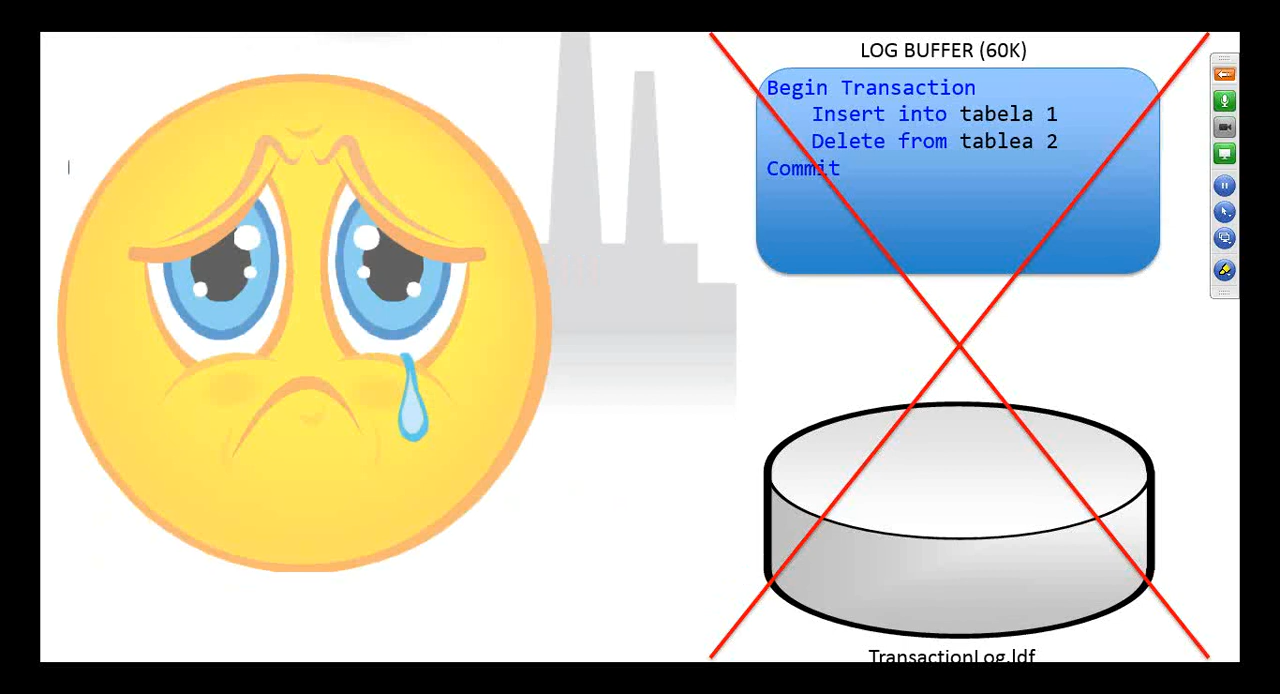 LOG BUFFER (60K)
Begin Transaction
Insert into tabela 1
Delete from tablea 2
Commit
TransactionLog.ldf